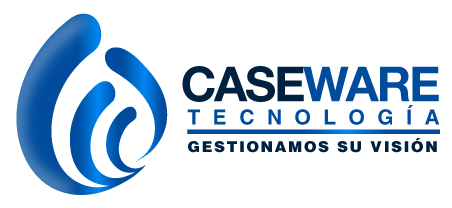 CASEWARE
TECNOLOGÍA
GESTIONAMOS SU VISIÓN